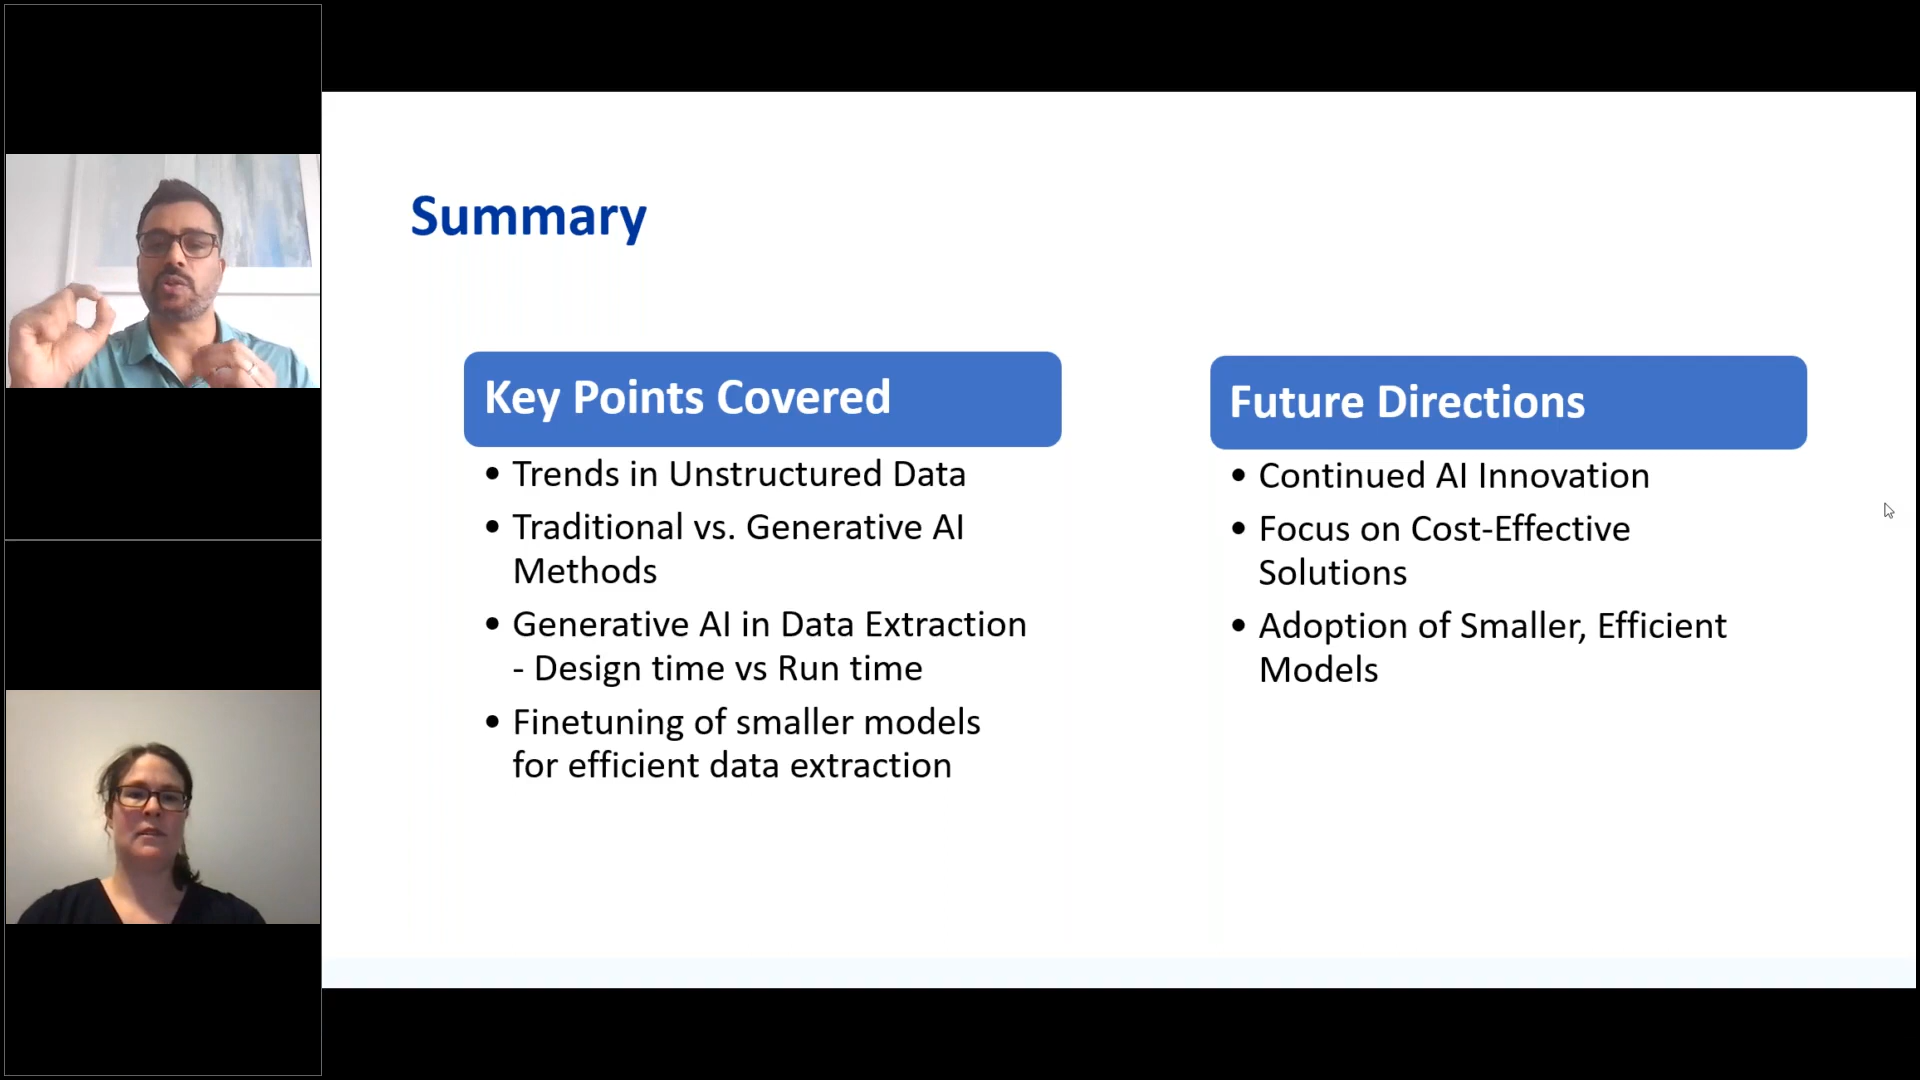 Summary
Key Points Covered
• Trends in Unstructured Data
• Traditional vs. Generative AI
Methods
• Generative AI in Data Extraction
- Design time vs Run time
• Finetuning of smaller models
for efficient data extraction
Future Directions
• Continued AI Innovation
• Focus on Cost-Effective
Solutions
• Adoption of Smaller, Efficient
Models